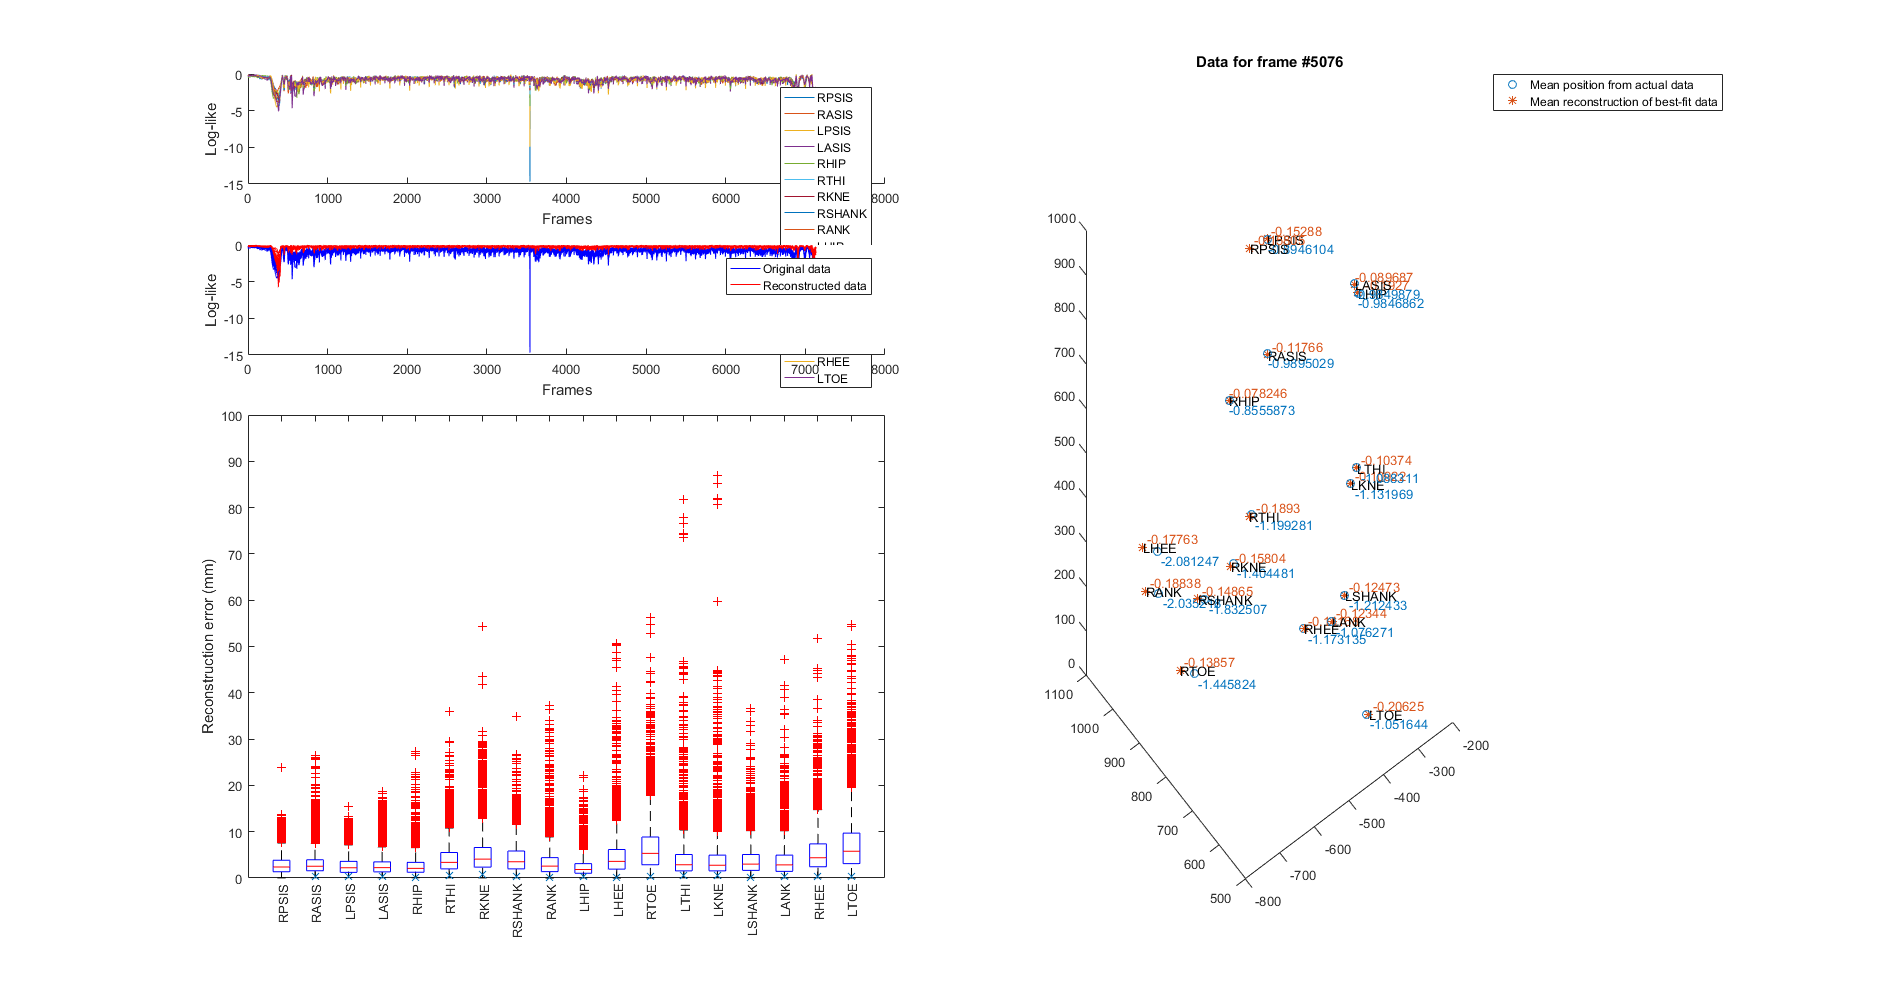 0
-5
-10
-15
Log-like
0
1000
2000
3000
4000
5000
6000
8000
Frames
RPSIS
RASIS
LPSIS
LASIS
RHIP
RTHI
RKNE
RSHANK
RANK
0
-5
-10
-15
Log-like
Original data
Reconstructed data
0
1000
2000
3000
4000
5000
6000
7000
8000
Frames
RHEE
LTOE
100
90
80
70
60
50
40
30
20
10
0
Reconstruction error (mm)
RPSIS
RASIS
LPSIS
LASIS
RHIP
RTHI
RKNE
RSHANK
RANK
LHIP
LHEE
RTOE
LTHI
LKNE
LSHANK
LANK
RHEE
LTOE
Data for frame #5076
Mean position from actual data
Mean reconstruction of best-fit data
1000
900
800
700
600
500
400
300
200
100
0
1100
1000
900
800
700
600
500
-800
-700
-600
-500
-400
-300
-200
-0.15288
LPSIS
RPSIS
-0.089687
LASIS
LHIP
-0.9846862
-0.11766
RASIS
-0.9895029
-0.078246
RHIP
-0.8555873
-0.10374
LTHI
LKNE
-1.131969
-0.1893
RTHI
-1.199281
-0.17763
LHEE
-2.081247
-0.15804
RKNE
-1.404481
-0.18838
RANK
-0.14865
RSHANK
-1.832507
-0.12473
LSHANK
-1.212433
-0.12344
LANK
-1.076271
RHEE
-1.173135
-0.13857
RTOE
-1.445824
-0.20625
LTOE
-1.051644